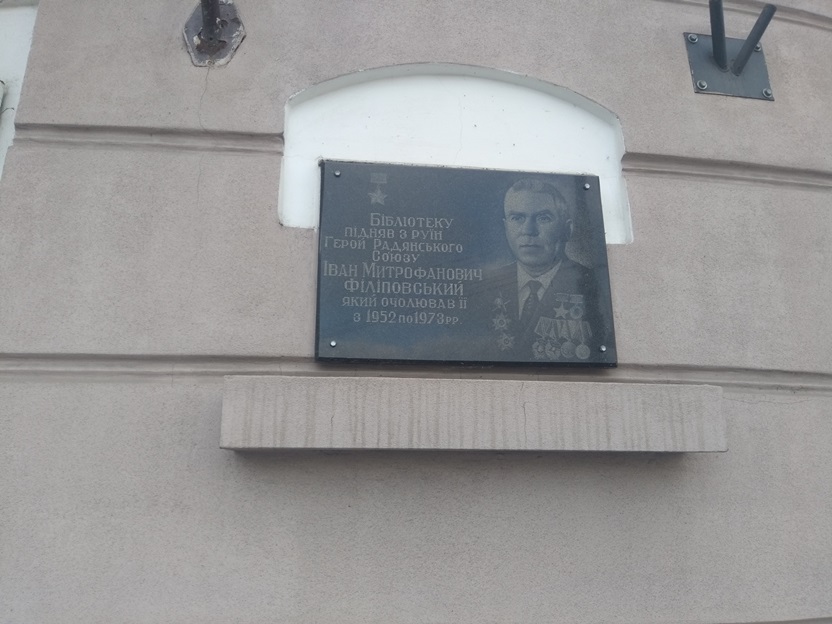 Бібліотеку
підняв з руїн
Герой Радянського
Союзу
Іван Митрофанович
Філіповський
який очолював її
з 1952 по 1973 рр.